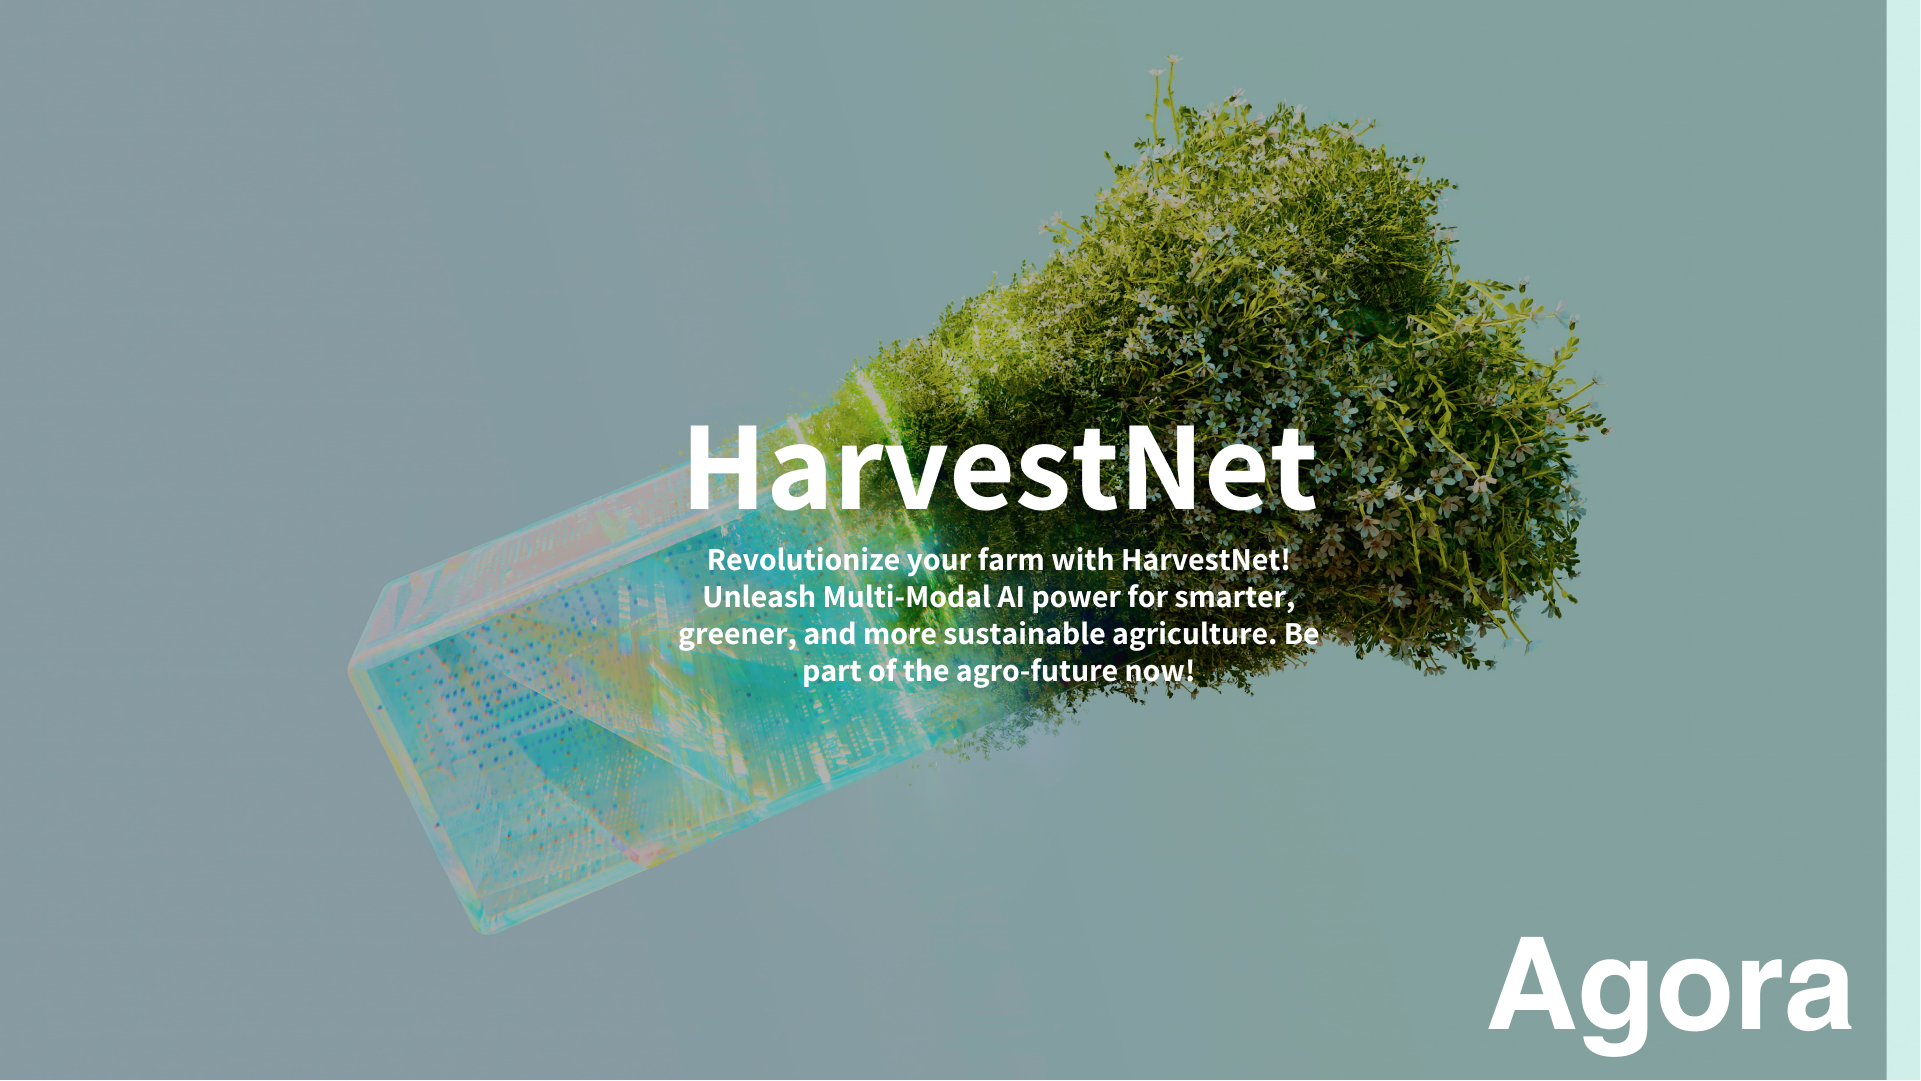 HarvestNet
Revolutionize your farm with HarvestNet!
Unleash Multi-Modal AI power for smarter,
greener, and more sustainable agriculture. Be
part of the agro-future now!
Agora